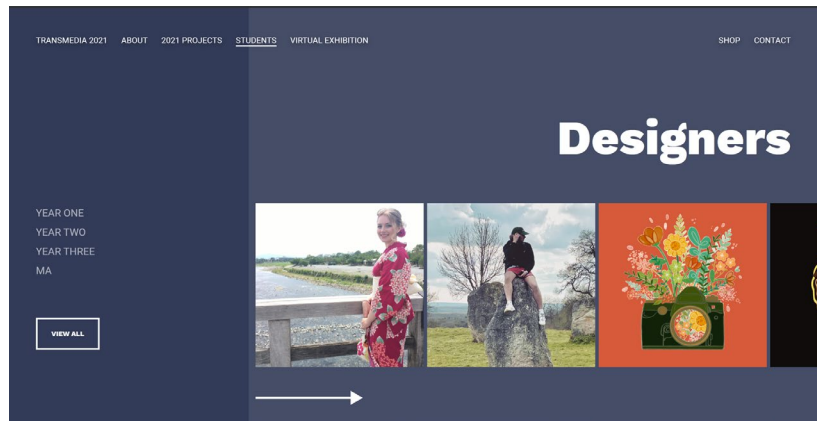 TRANSMEDIA 2021 ABOUT 2021 PROJECTS STUDENTS VIRTUAL EXHIBITION SHOP CONTACT
Designers
YEAR ONE
YEAR TWO
YEAR THREE
MA
VIEW ALL